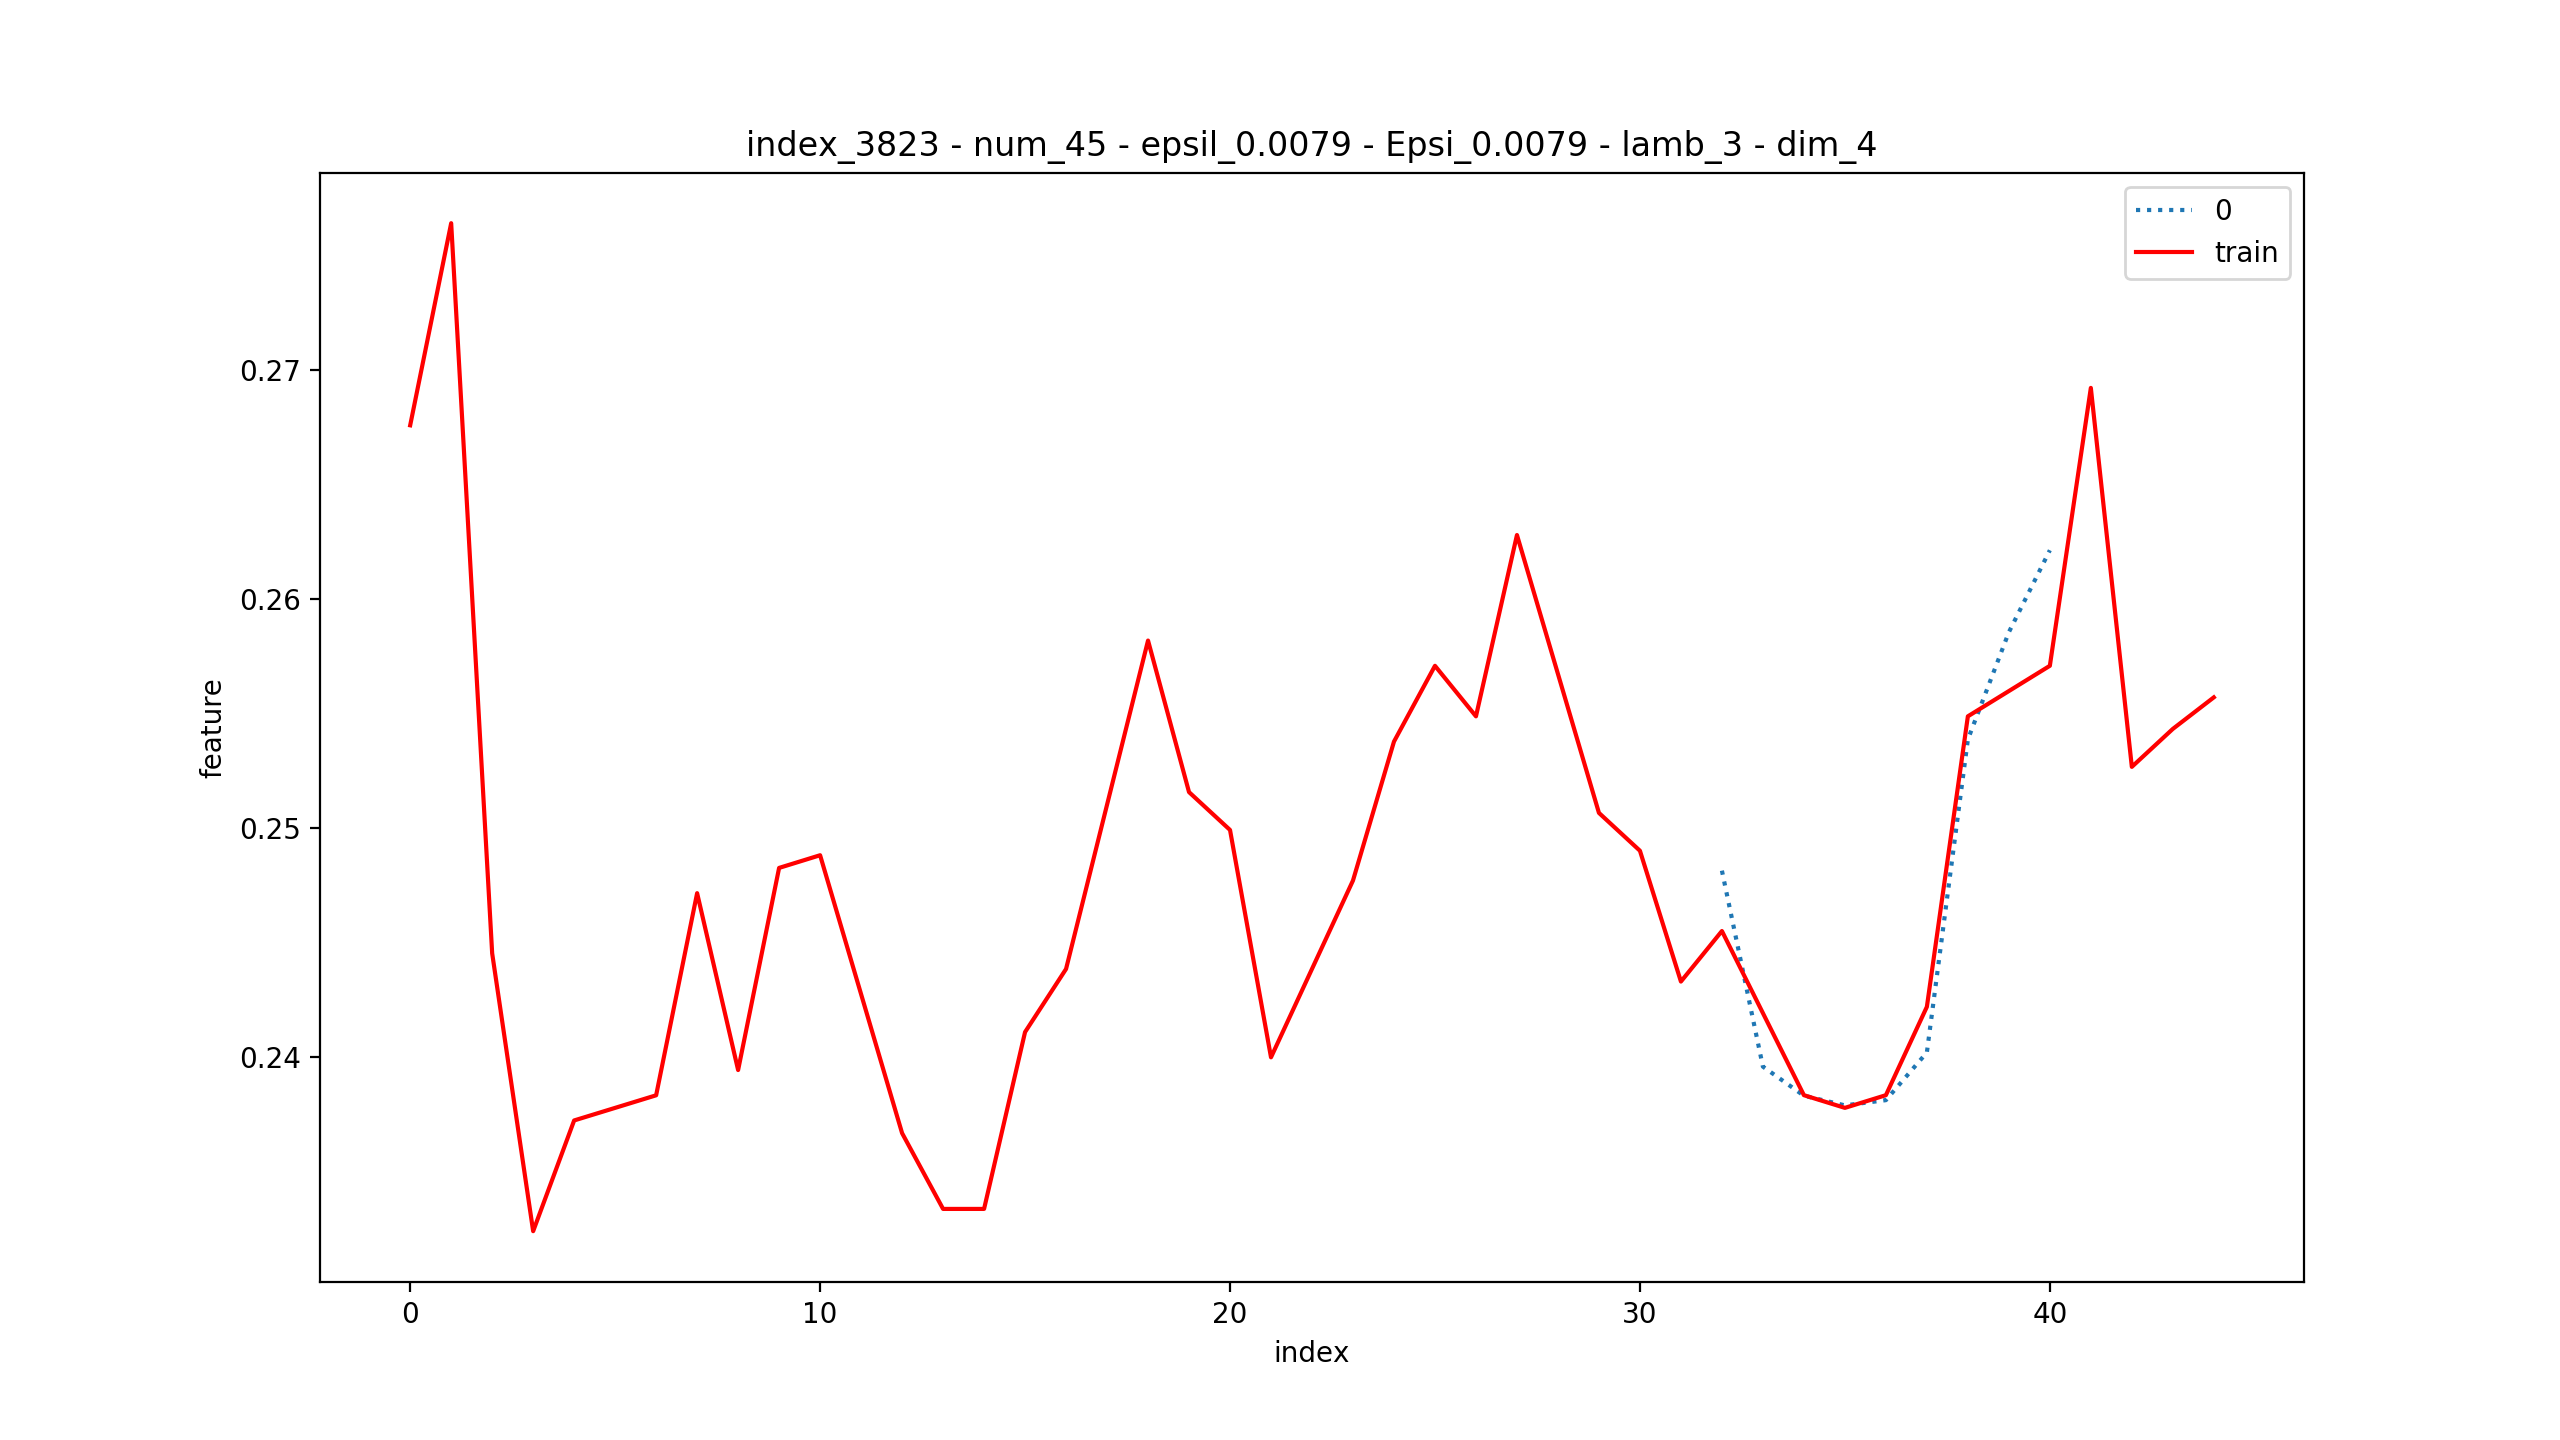 index_3823 - num_45 - epsil_0.0079 - Epsi_0.0079 - lamb_3 - dim_4
0
train
0.27
0.26
0.25
0.24
feature
0 10 20 30 40
index